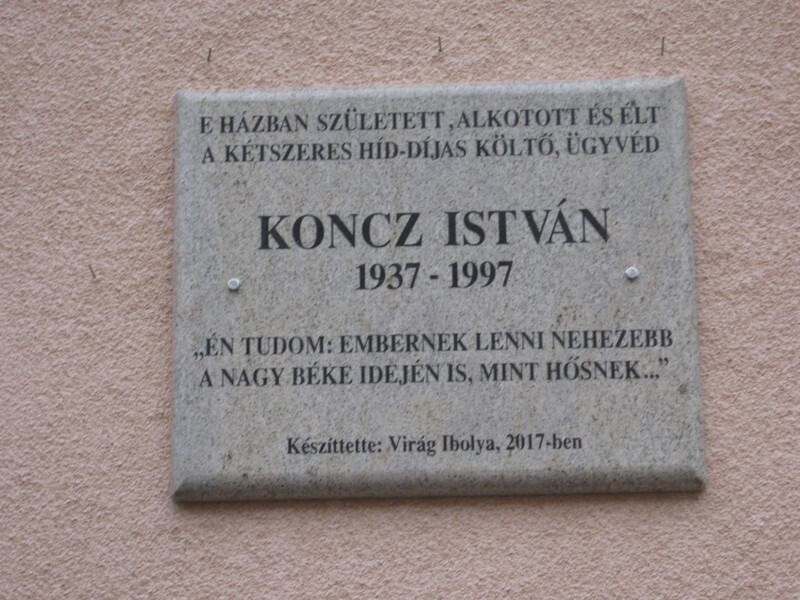 E HÁZBAN SZÜLETETT, ALKOTOTT ÉS ÉLT
A KÉTSZERES HÍD-DÍJAS KÖLTŐ, ÜGYVÉD
KONCZ ISTVÁN
1937 - 1997
„ÉN TUDOM: EMBERNEK LENNI NEHEZEBB
A NAGY BÉKE IDEJÉN IS, MINT HŐSNEK...”
Készíttette: Virág Ibolya, 2017-ben